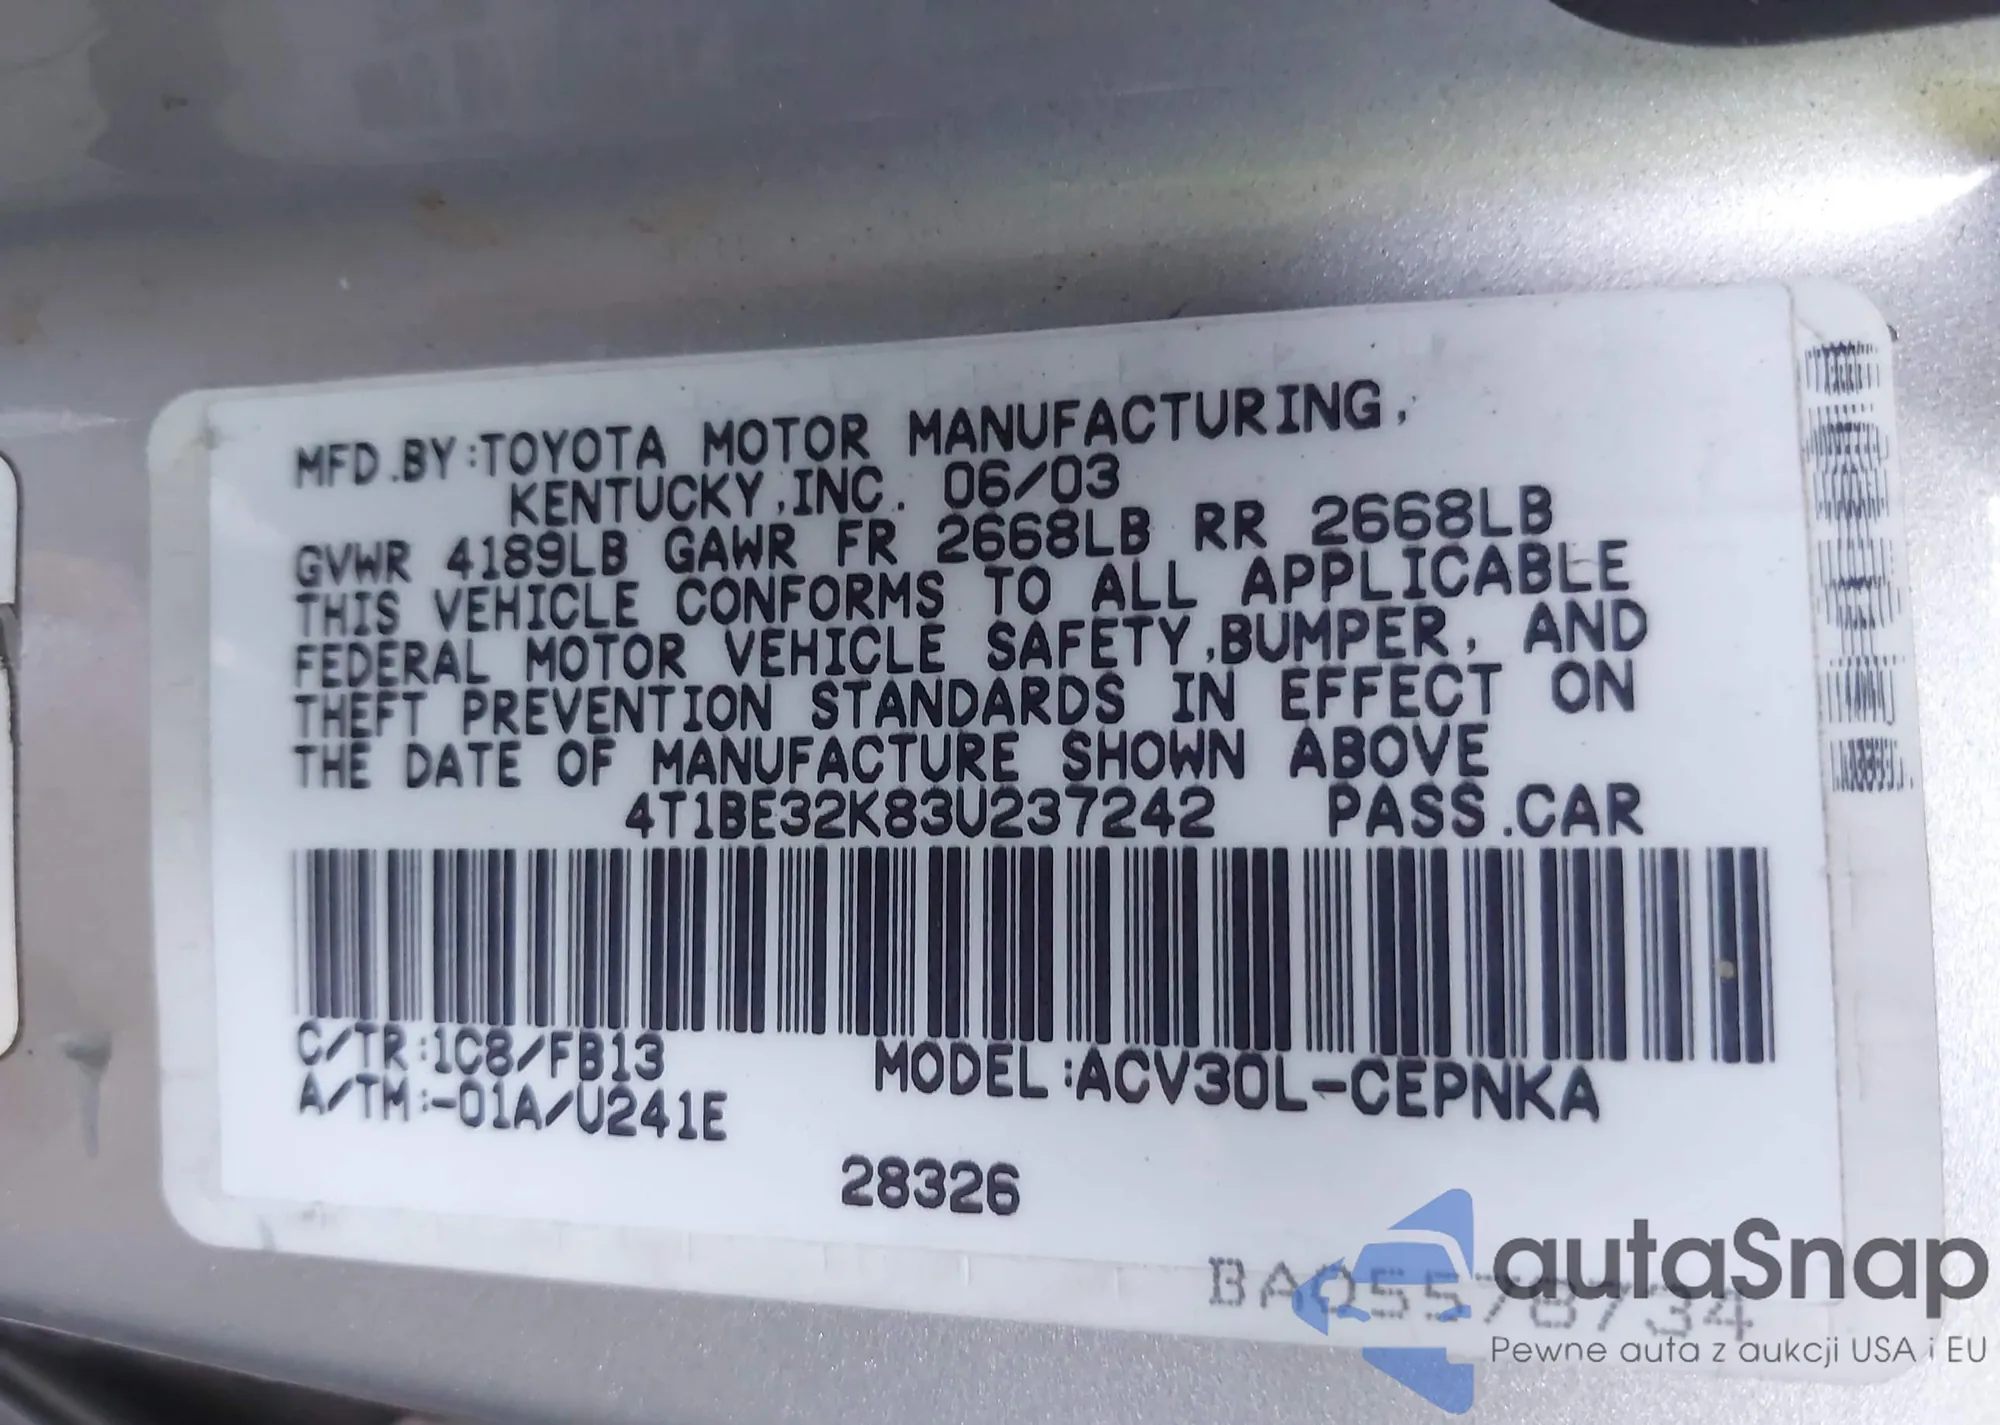 MFD.BY:TOYOTA MOTOR MANUFACTURING,
KENTUCKY,INC. 06/03
GVWR 4189LB GAWR FR 2668LB RR 2668LB
THIS VEHICLE CONFORMS TO ALL APPLICABLE
FEDERAL MOTOR VEHICLE SAFETY,BUMPER, AND
THEFT PREVENTION STANDARDS IN EFFECT ON
THE DATE OF MANUFACTURE SHOWN ABOVE
4T1BE32K83U237242 PASS.CAR
C/TR:1C8/FB13 MODEL:ACV30L-CEPNKA
A/TM:-01A/U241E
28326
BA05578734
autaSnap
Pewne auta z aukcji USA i EU